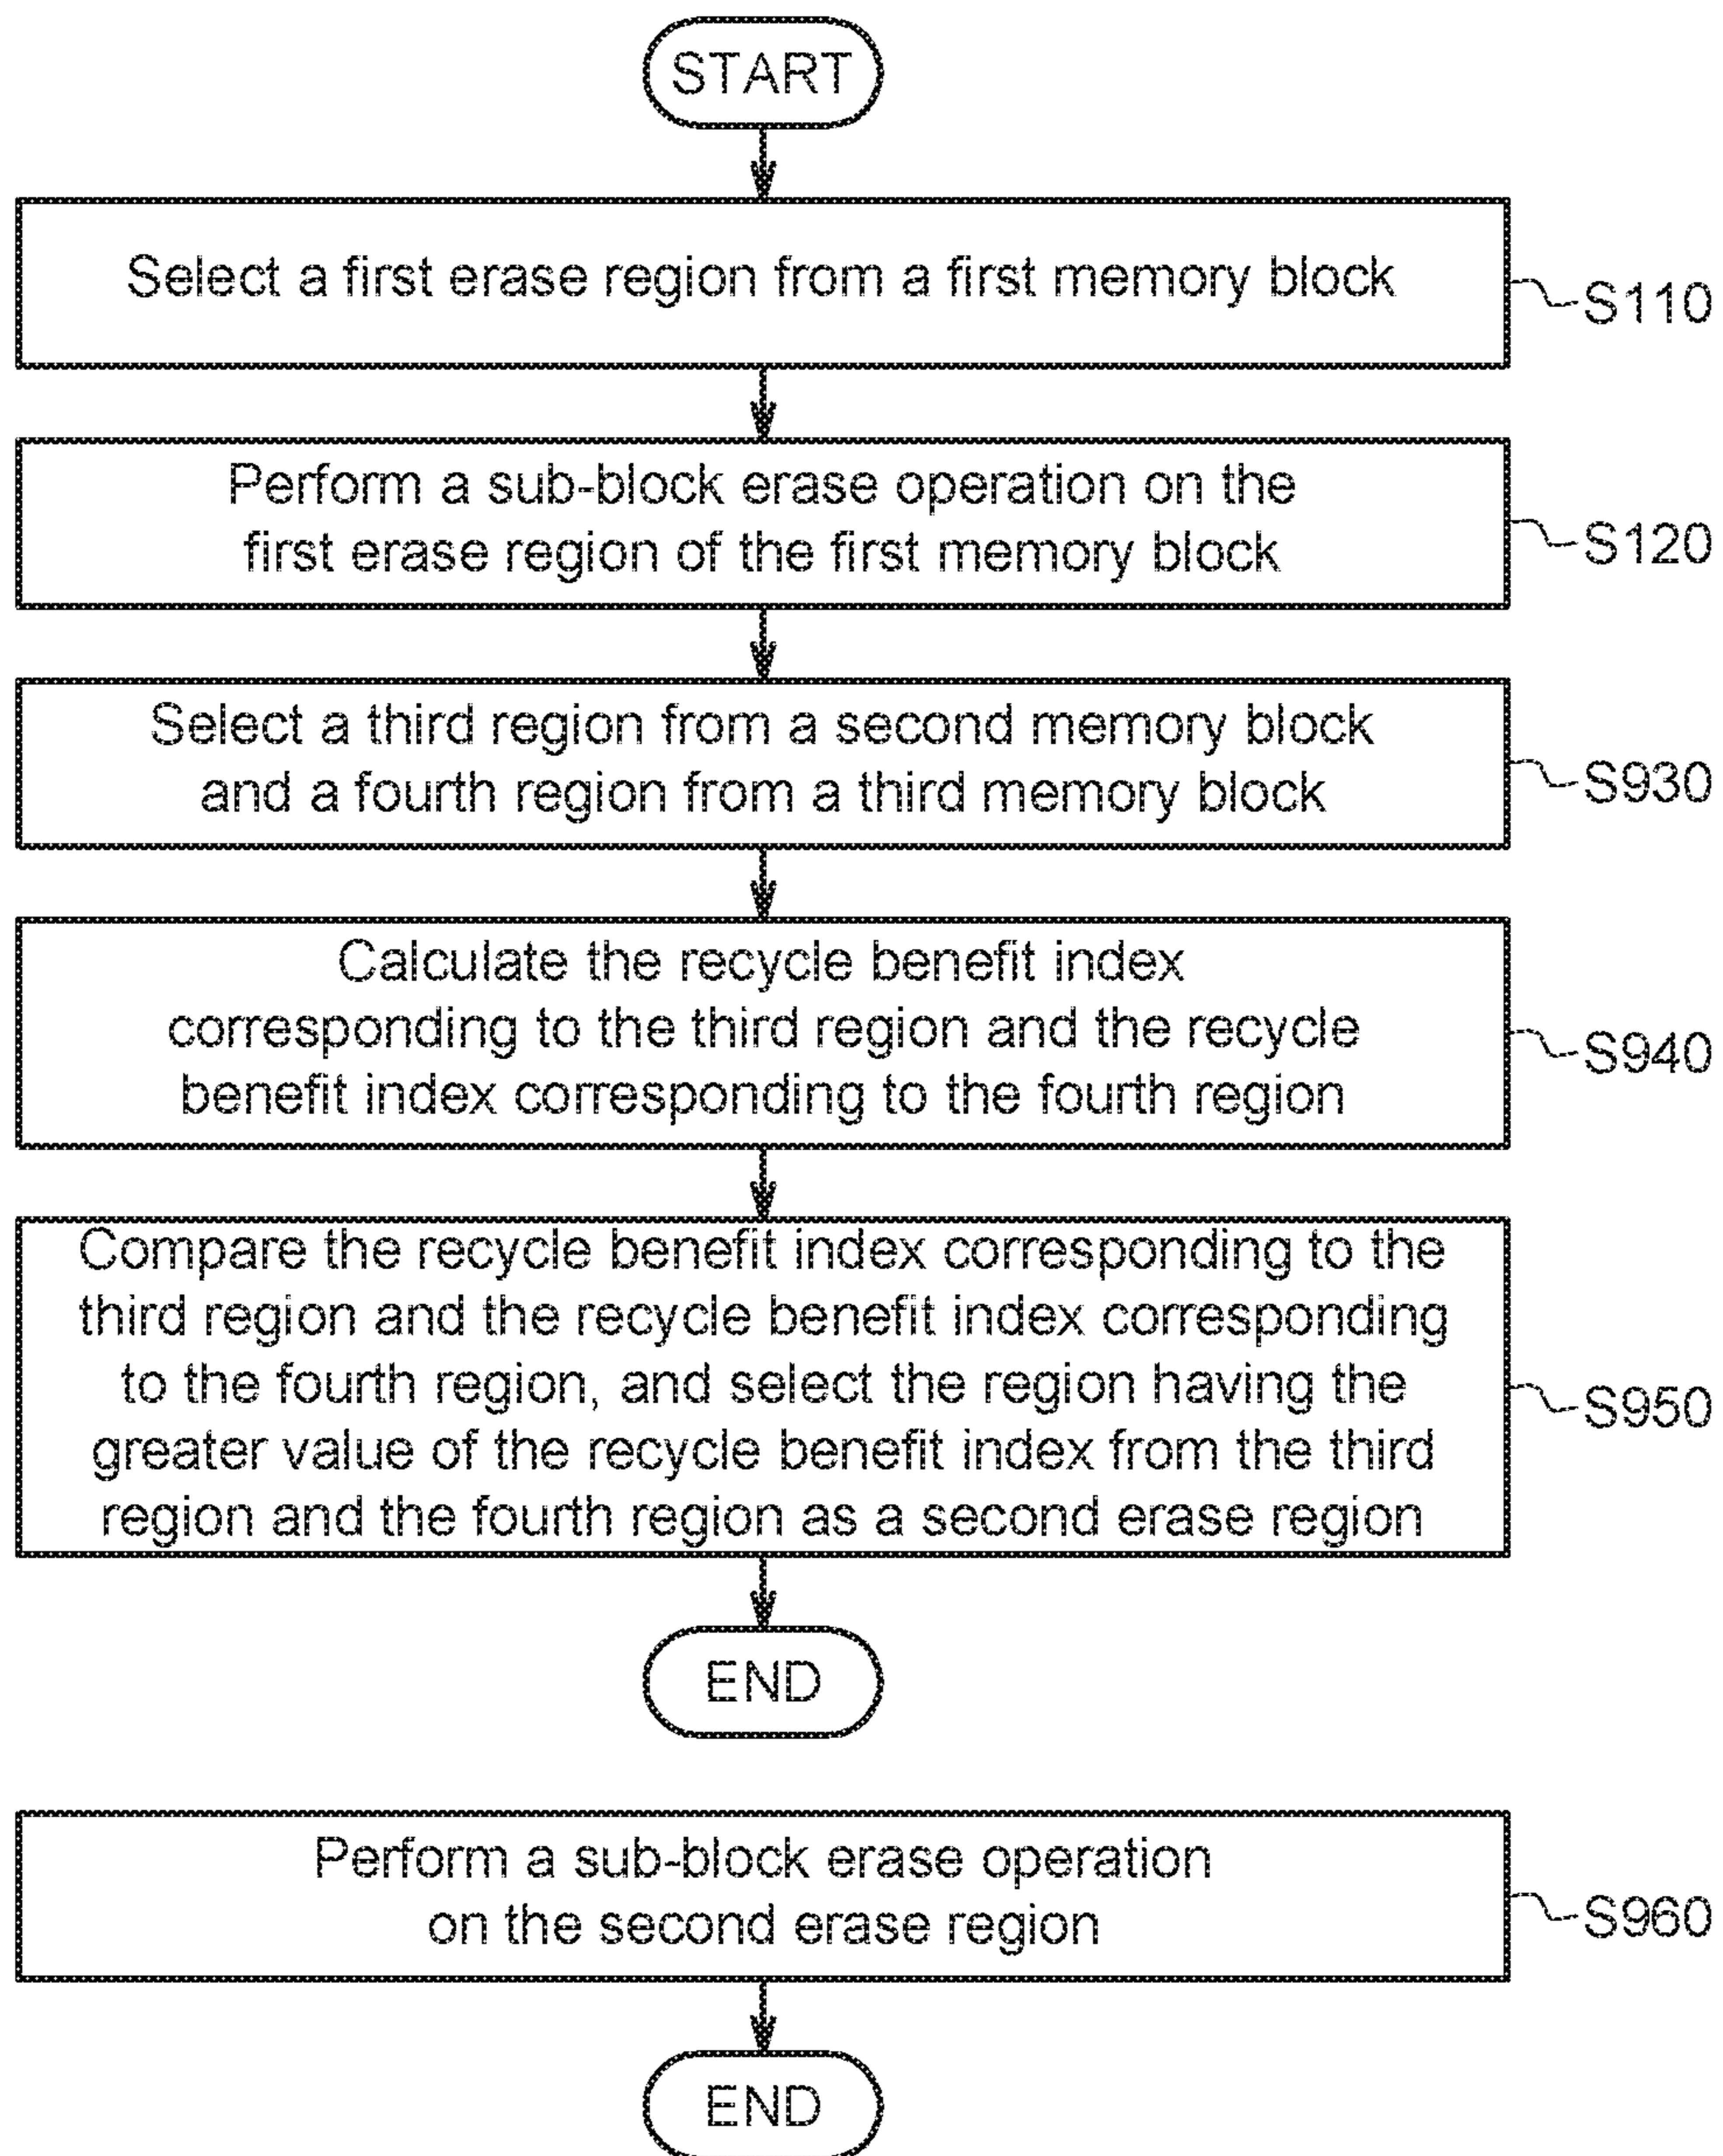 START
Select a first erase region from a first memory block
S110
Perform a sub-block erase operation on the
first erase region of the first memory block
S120
Select a third region from a second memory block
and a fourth region from a third memory block
S930
Calculate the recycle benefit index
corresponding to the third region and the recycle
benefit index corresponding to the fourth region
S940
Compare the recycle benefit index corresponding to the
third region and the recycle benefit index corresponding
to the fourth region, and select the region having the
greater value of the recycle benefit index from the third
region and the fourth region as a second erase region
S950
END
Perform a sub-block erase operation
on the second erase region
S960
END